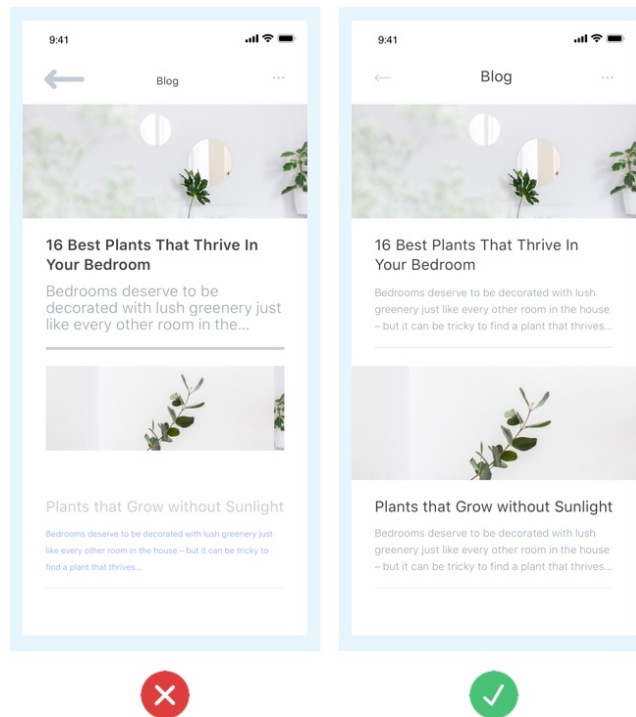 9:41
Blog
...
16 Best Plants That Thrive In
Your Bedroom
Bedrooms deserve to be
decorated with lush greenery just
like every other room in the...
Plants that Grow without Sunlight
Bedrooms deserve to be decorated with lush greenery just
like every other room in the house – but it can be tricky to
find a plant that thrives...
9:41
Blog
...
16 Best Plants That Thrive In
Your Bedroom
Bedrooms deserve to be decorated with lush
greenery just like every other room in the house
– but it can be tricky to find a plant that thrives...
Plants that Grow without Sunlight
Bedrooms deserve to be decorated with lush
greenery just like every other room in the house
– but it can be tricky to find a plant that thrives...